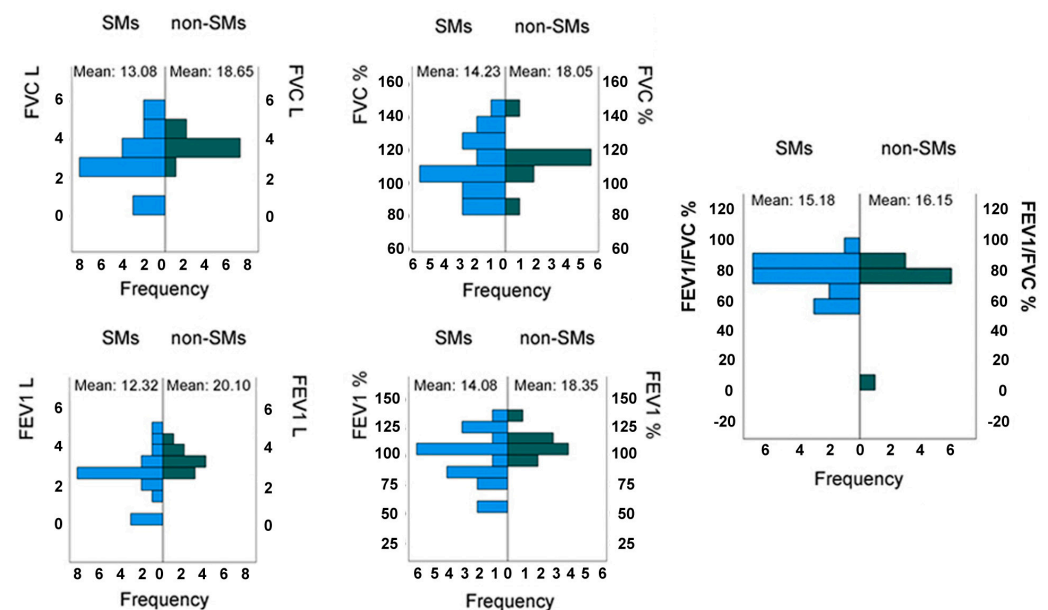 SMs non-SMs
Mean: 13.08 Mean: 18.65
FVC L
6
4
2
0
6
4
2
0
FVC L
8 6 4 2 0 2 4 6 8
Frequency
SMs non-SMs
Mena: 14.23 Mean: 18.05
FVC %
160
140
120
100
80
60
160
140
120
100
80
60
FVC %
6 5 4 3 2 1 0 1 2 3 4 5 6
Frequency
SMs non-SMs
Mean: 15.18 Mean: 16.15
FEV1/FVC %
120
100
80
60
40
20
0
-20
120
100
80
60
40
20
0
-20
FEV1/FVC %
6 4 2 0 2 4 6
Frequency
SMs non-SMs
Mean: 12.32 Mean: 20.10
FEV1 L
6
4
2
0
6
4
2
0
FEV1 L
8 6 4 2 0 2 4 6 8
Frequency
SMs non-SMs
Mean: 14.08 Mean: 18.35
FEV1 %
150
125
100
75
50
25
150
125
100
75
50
25
FEV1 %
6 5 4 3 2 1 0 1 2 3 4 5 6
Frequency